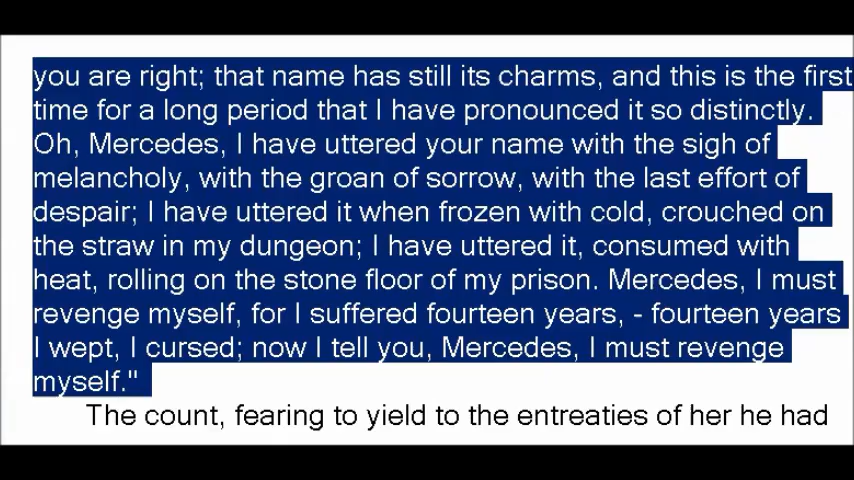 you are right; that name has still its charms, and this is the first
time for a long period that I have pronounced it so distinctly.
Oh, Mercedes, I have uttered your name with the sigh of
melancholy, with the groan of sorrow, with the last effort of
despair; I have uttered it when frozen with cold, crouched on
the straw in my dungeon; I have uttered it, consumed with
heat, rolling on the stone floor of my prison. Mercedes, I must
revenge myself, for I suffered fourteen years, - fourteen years
I wept, I cursed; now I tell you, Mercedes, I must revenge
myself."
The count, fearing to yield to the entreaties of her he had